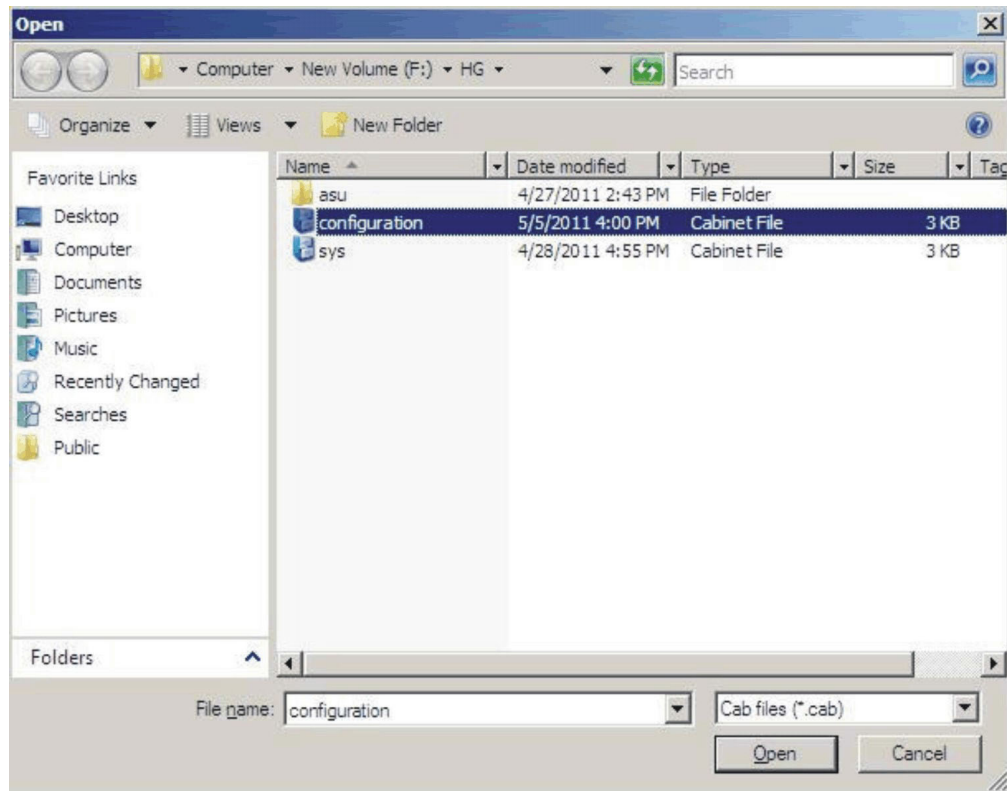 Open
Computer New Volume (F:) HG Search
Organize Views New Folder
Favorite Links
Desktop
Computer
Documents
Pictures
Music
Recently Changed
Searches
Public
Folders
Name Date modified Type Size Tag
asu 4/27/2011 2:43 PM File Folder
configuration 5/5/2011 4:00 PM Cabinet File 3 KB
sys 4/28/2011 4:55 PM Cabinet File 3 KB
File name: configuration Cab files (*.cab)
Open Cancel